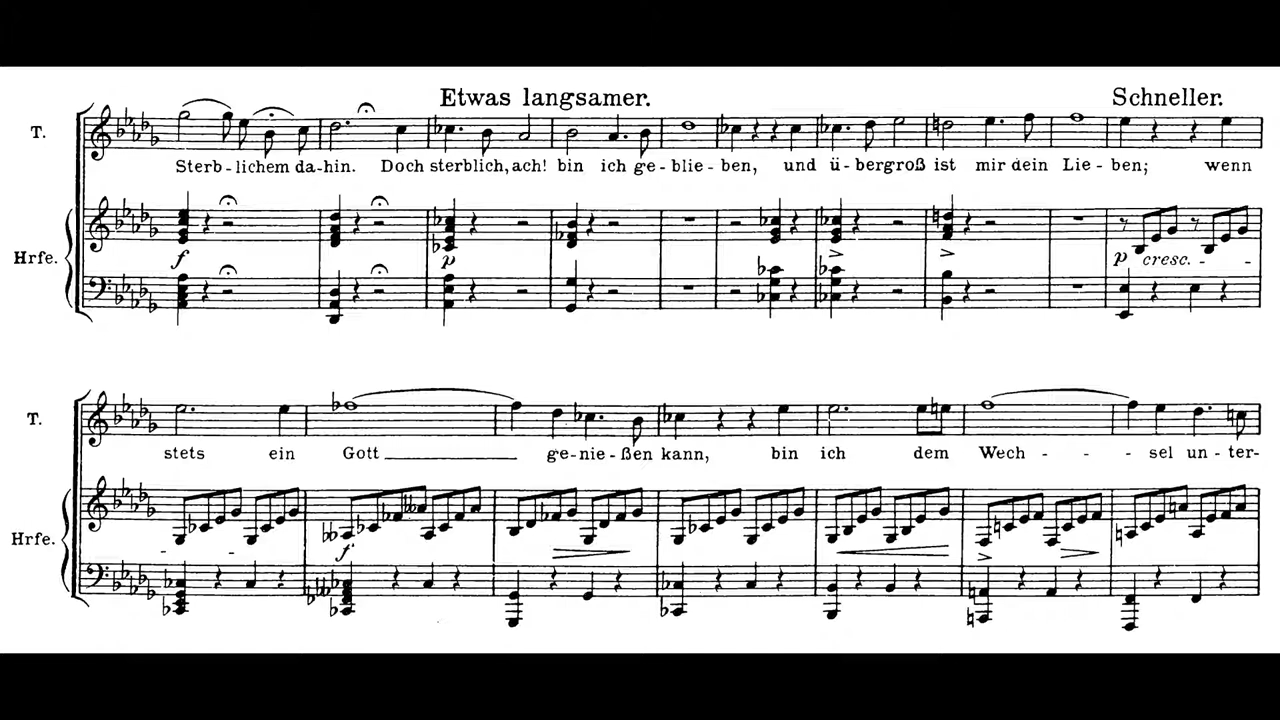 Etwas langsamer. Schneller.
T.
Sterb-lichem da-hin. Doch sterblich, ach! bin ich ge-blie-ben, und ü-bergroß ist mir dein Lie-ben; wenn
Hrfe.
f p p cresc. - -
T.
stets ein Gott ge-nie-ßen kann, bin ich dem Wech - - - sel un-ter-
Hrfe.
- - f